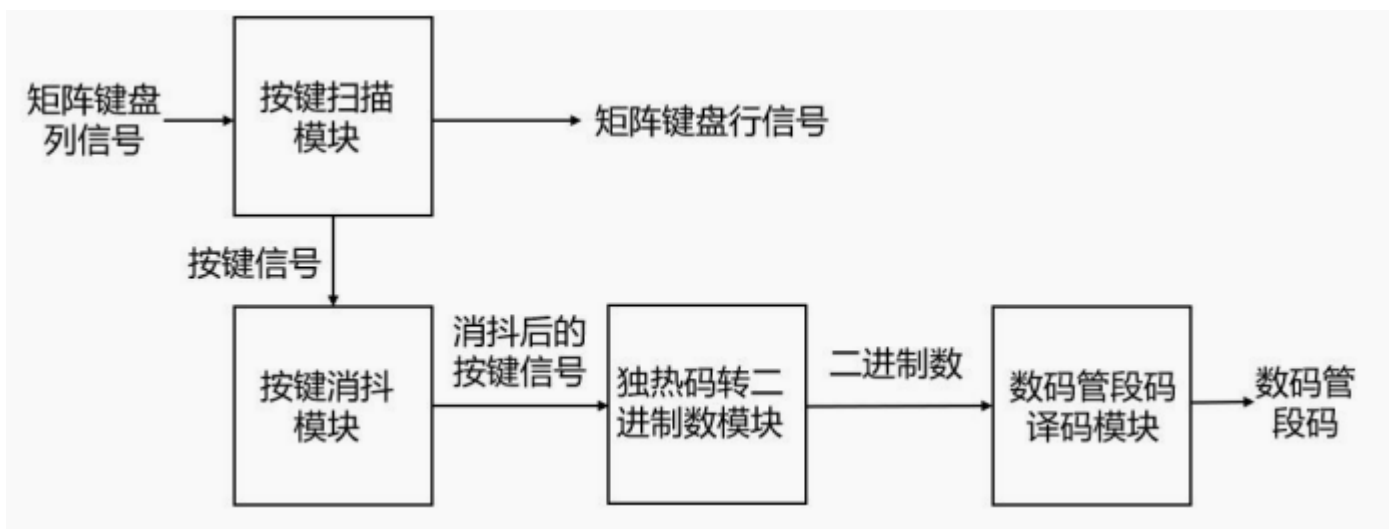 矩阵键盘
列信号
按键扫描
模块
矩阵键盘行信号
按键信号
按键消抖
模块
消抖后的
按键信号
独热码转二
进制数模块
二进制数
数码管段码
译码模块
数码管
段码